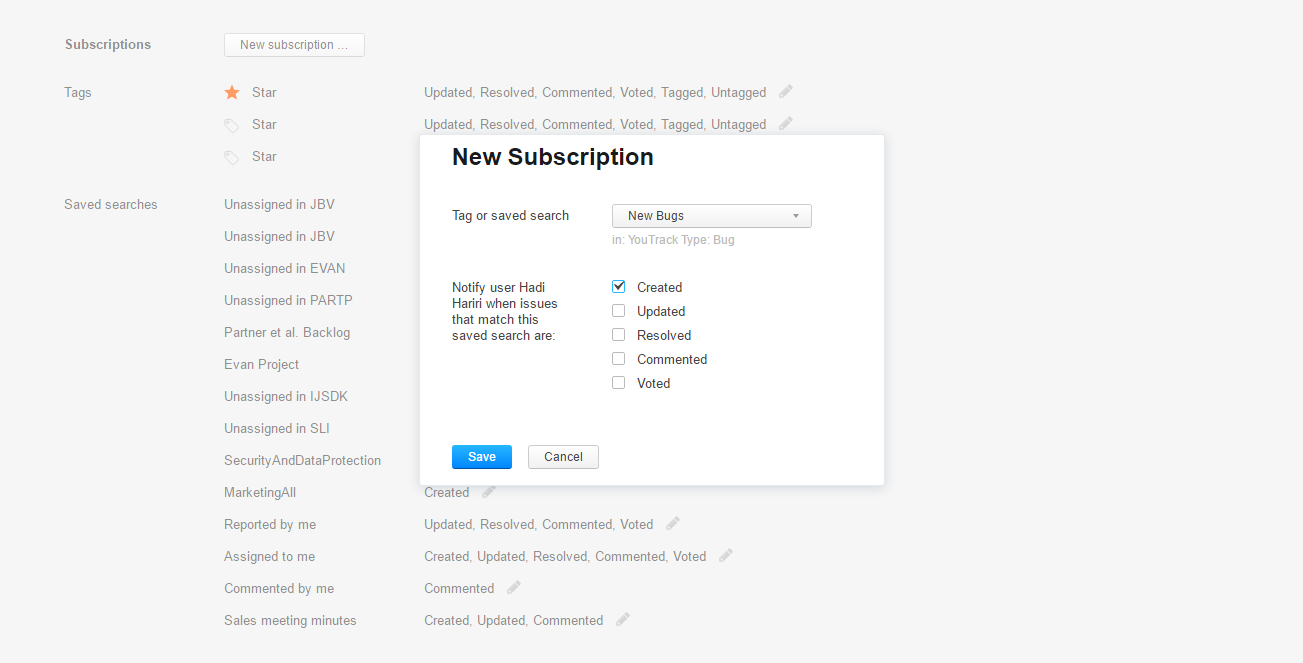 Subscriptions
New subscription ...
Tags
Star
Updated, Resolved, Commented, Voted, Tagged, Untagged
Star
Updated, Resolved, Commented, Voted, Tagged, Untagged
Star
Saved searches
Unassigned in JBV
Unassigned in JBV
Unassigned in EVAN
Unassigned in PARTP
Partner et al. Backlog
Evan Project
Unassigned in IJSDK
Unassigned in SLI
SecurityAndDataProtection
MarketingAll
Created
Reported by me
Updated, Resolved, Commented, Voted
Assigned to me
Created, Updated, Resolved, Commented, Voted
Commented by me
Commented
Sales meeting minutes
Created, Updated, Commented
New Subscription
Tag or saved search
New Bugs
in: YouTrack Type: Bug
Notify user Hadi
Hariri when issues
that match this
saved search are:
Created
Updated
Resolved
Commented
Voted
Save
Cancel